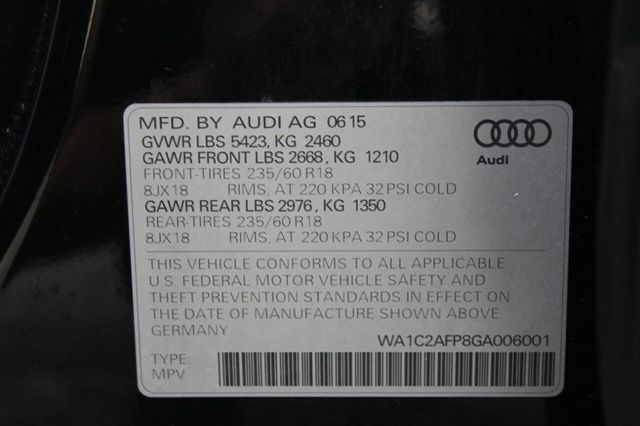 MFD. BY AUDI AG 06 15
GVWR LBS 5423, KG 2460
GAWR FRONT LBS 2668, KG 1210
FRONT-TIRES 235/60 R18
8JX18 RIMS, AT 220 KPA 32 PSI COLD
GAWR REAR LBS 2976, KG 1350
REAR-TIRES 235/60 R18
8JX18 RIMS, AT 220 KPA 32 PSI COLD
Audi
THIS VEHICLE CONFORMS TO ALL APPLICABLE
U.S. FEDERAL MOTOR VEHICLE SAFETY AND
THEFT PREVENTION STANDARDS IN EFFECT ON
THE DATE OF MANUFACTURE SHOWN ABOVE
GERMANY
WA1C2AFP8GA006001
TYPE
MPV